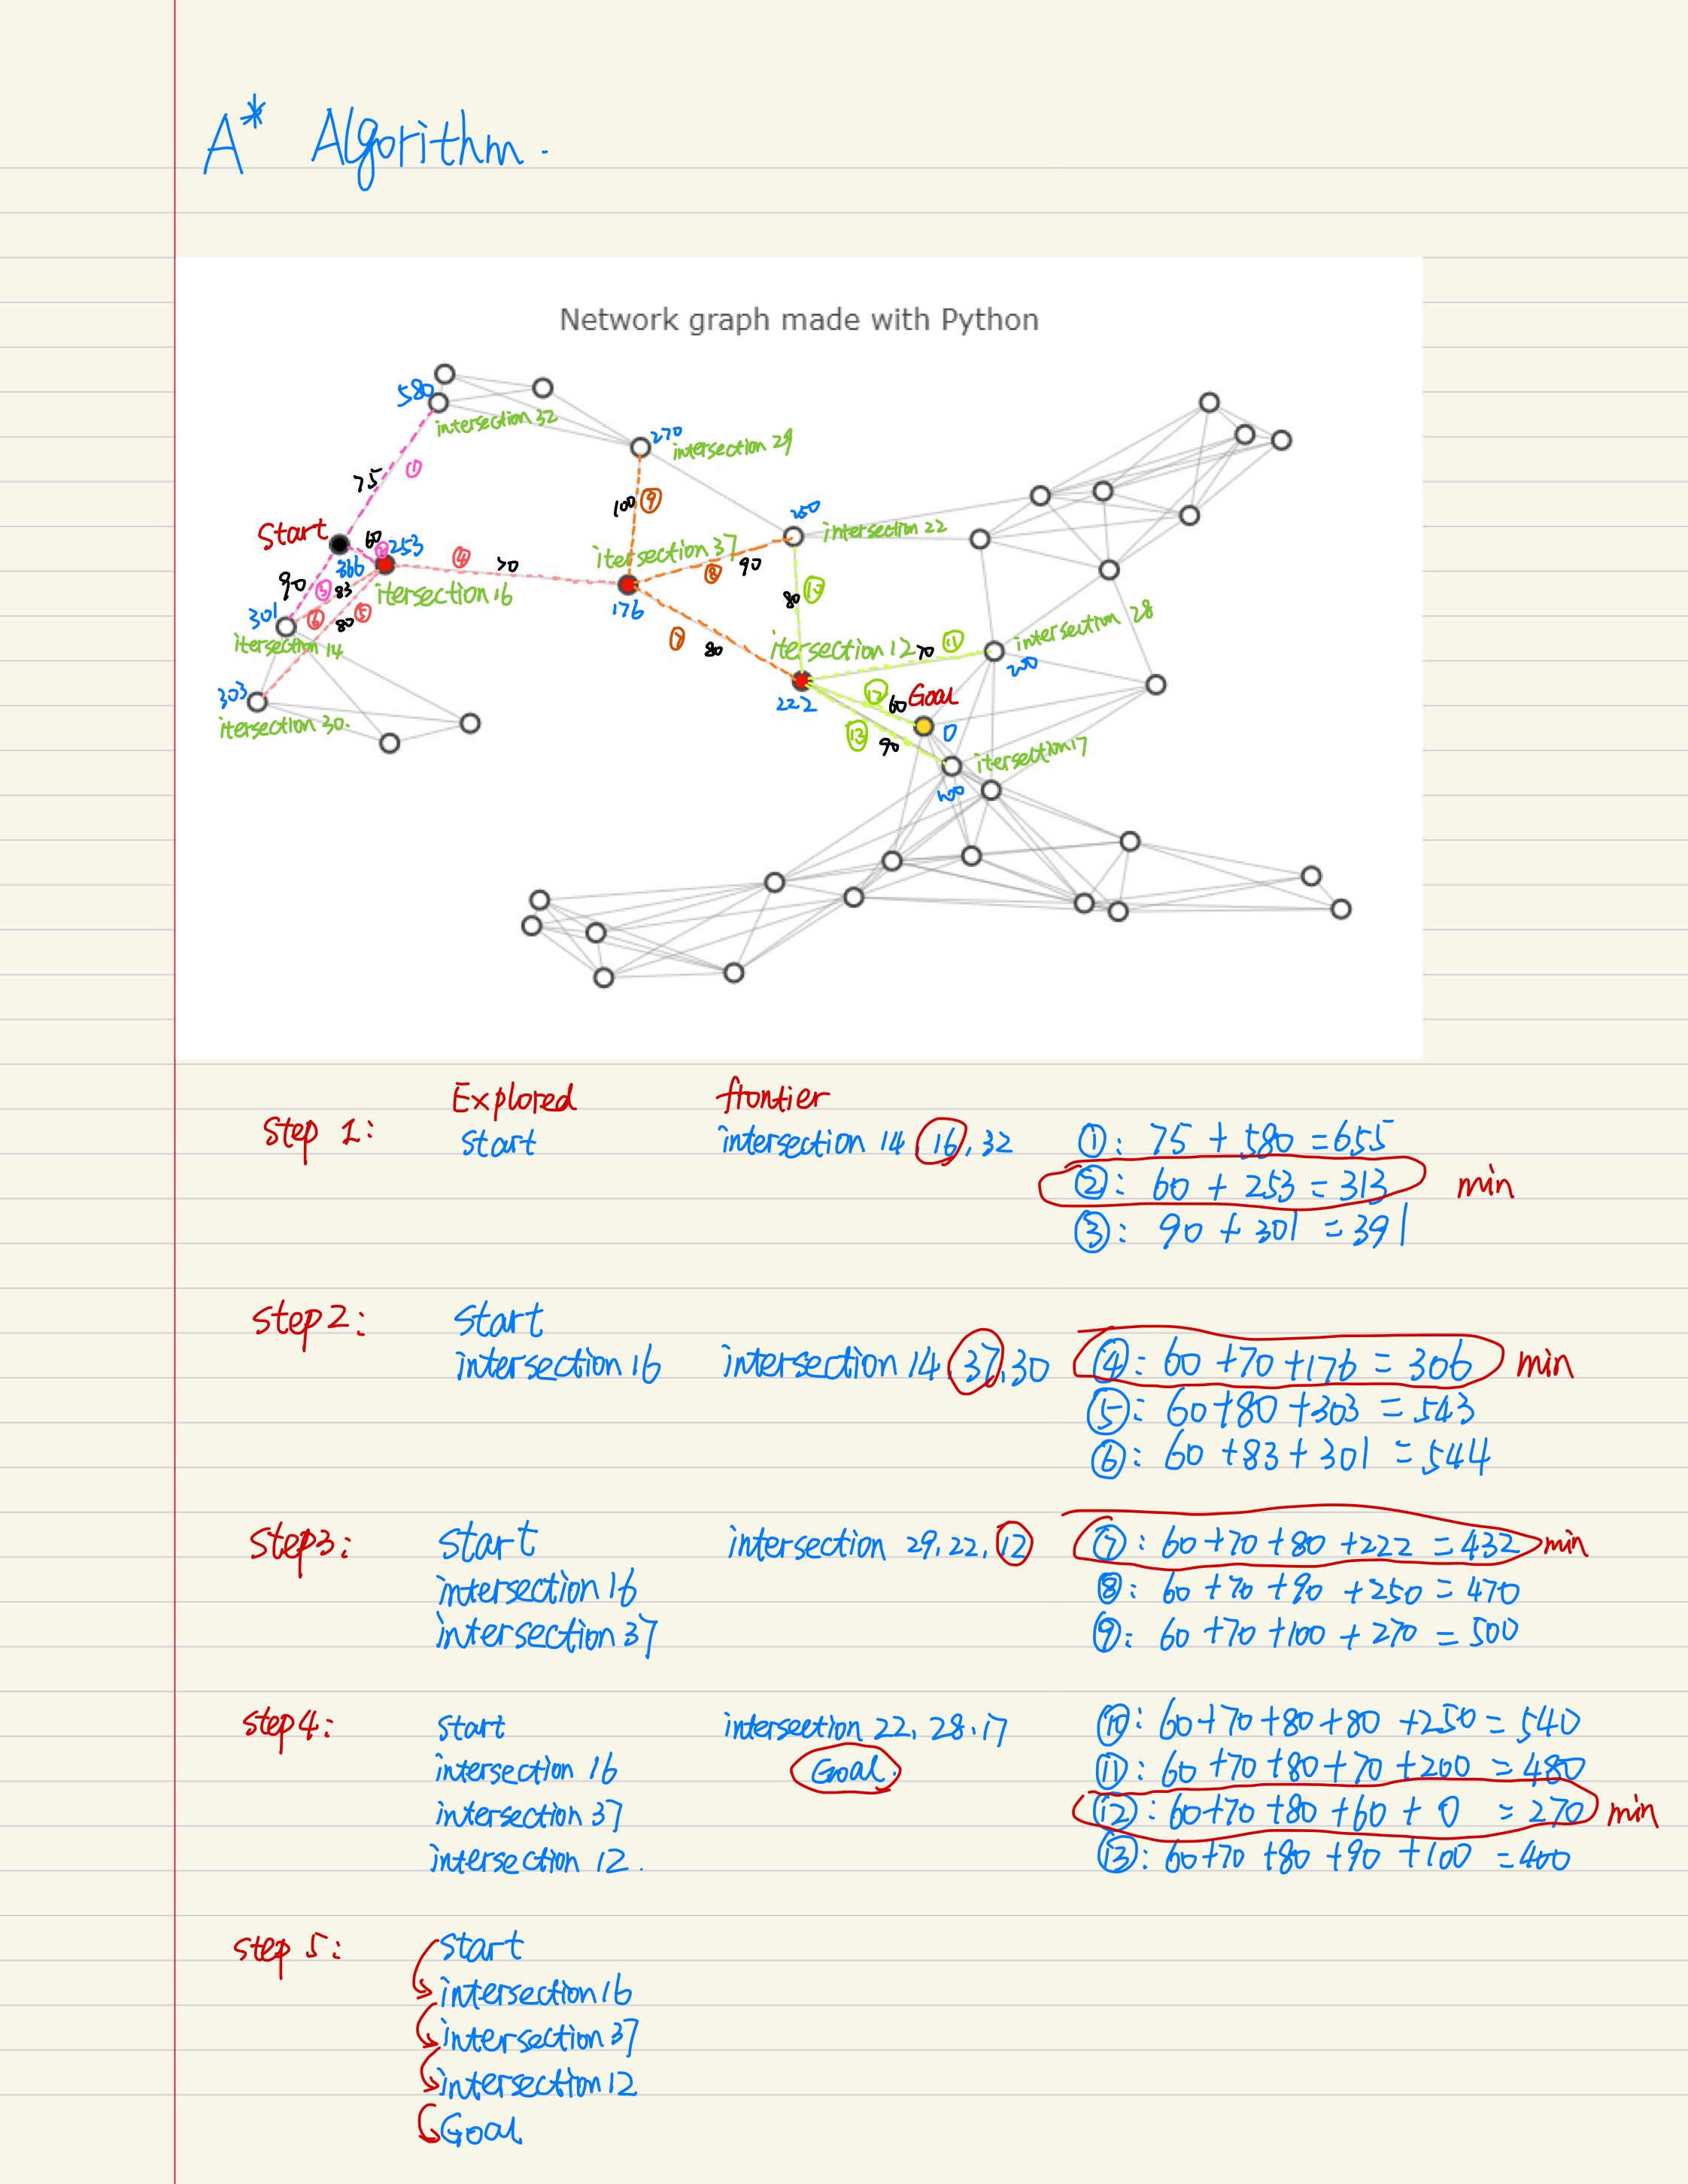 A* Algorithm.
Network graph made with Python
580
intersection 32
270
intersection 29
75
①
100
⑨
250
intersection 22
Start
60
②
253
④
70
itersection 37
⑧
90
366
90
③
83
itersection 16
176
80
⑩
301
⑥
80
⑤
itersection 14
⑦
80
itersection 12
70
⑪
intersection 28
200
303
itersection 30.
222
⑫
60
Goal
0
⑬
90
itersection 17
100
Explored
frontier
Step 1:
start
intersection 14, 16, 32
①: 75 + 580 = 655
②: 60 + 253 = 313
min
③: 90 + 301 = 391
Step 2:
Start
intersection 16
intersection 14, 37, 30
④: 60 + 70 + 176 = 306
min
⑤: 60 + 80 + 303 = 543
⑥: 60 + 83 + 301 = 544
Step 3:
Start
intersection 29, 22, 12
⑦: 60 + 70 + 80 + 222 = 432
min
intersection 16
⑧: 60 + 70 + 90 + 250 = 470
intersection 37
⑨: 60 + 70 + 100 + 270 = 500
step 4:
start
intersection 22, 28, 17
⑩: 60 + 70 + 80 + 80 + 250 = 540
intersection 16
Goal.
⑪: 60 + 70 + 80 + 70 + 200 = 480
intersection 37
⑫: 60 + 70 + 80 + 60 + 0 = 270
min
intersection 12.
⑬: 60 + 70 + 80 + 90 + 100 = 400
step 5:
start
intersection 16
intersection 37
intersection 12
Goal